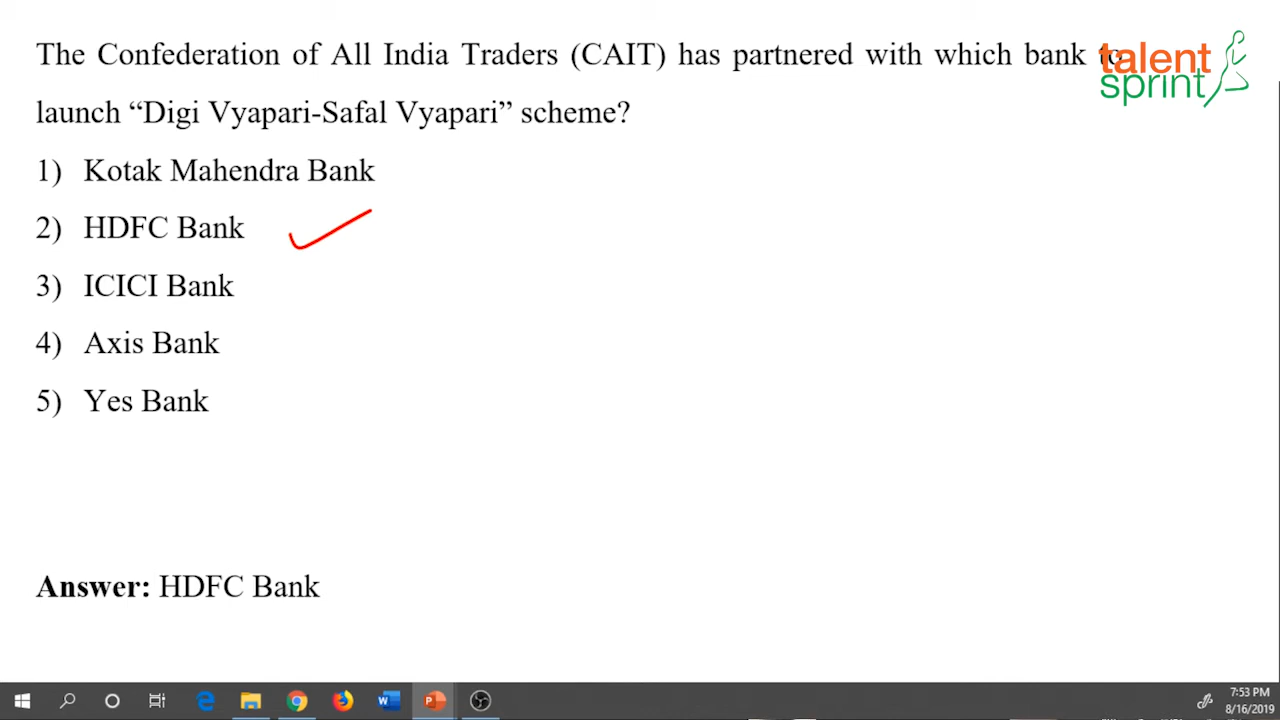 The Confederation of All India Traders (CAIT) has partnered with which bank to
launch “Digi Vyapari-Safal Vyapari” scheme?
1) Kotak Mahendra Bank
2) HDFC Bank
3) ICICI Bank
4) Axis Bank
5) Yes Bank
Answer: HDFC Bank
talent
sprint
7:53 PM
8/16/2019